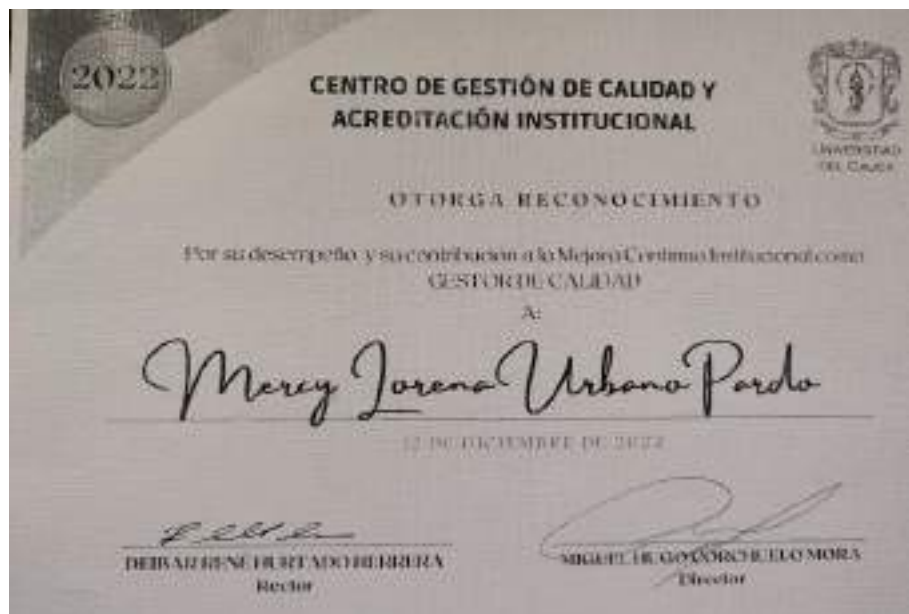 2022
CENTRO DE GESTIÓN DE CALIDAD Y
ACREDITACIÓN INSTITUCIONAL
UNIVERSIDAD
DEL CAUCA
OTORGA RECONOCIMIENTO
Por su desempeño y su contribución a la Mejora Continua Institucional como
GESTOR DE CALIDAD
A:
Mercy Lorena Urbano Pardo
12 DE DICIEMBRE DE 2022
DEIBAR RENE HURTADO HERRERA
Rector
MIGUEL HUGO CORCHUELO MORA
Director